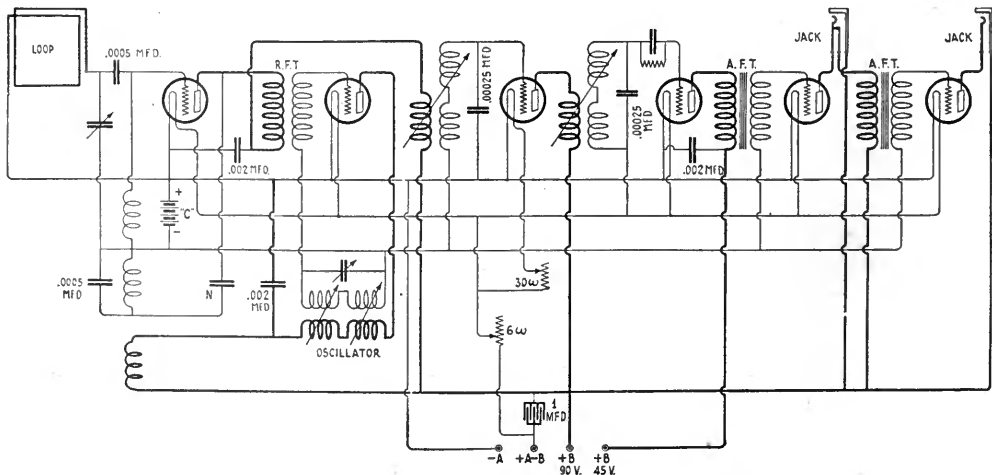 LOOP
.0005 MFD.
R.F.T
.00025 MFD
.00025 MFD
JACK
A.F.T.
JACK
A.F.T.
.002 MFD.
.002 MFD
+
"C"
-
.0005 MFD
N
.002 MFD
30ω
6ω
OSCILLATOR
1 MFD.
-A
+A-B
+B
90 V.
+B
45 V.